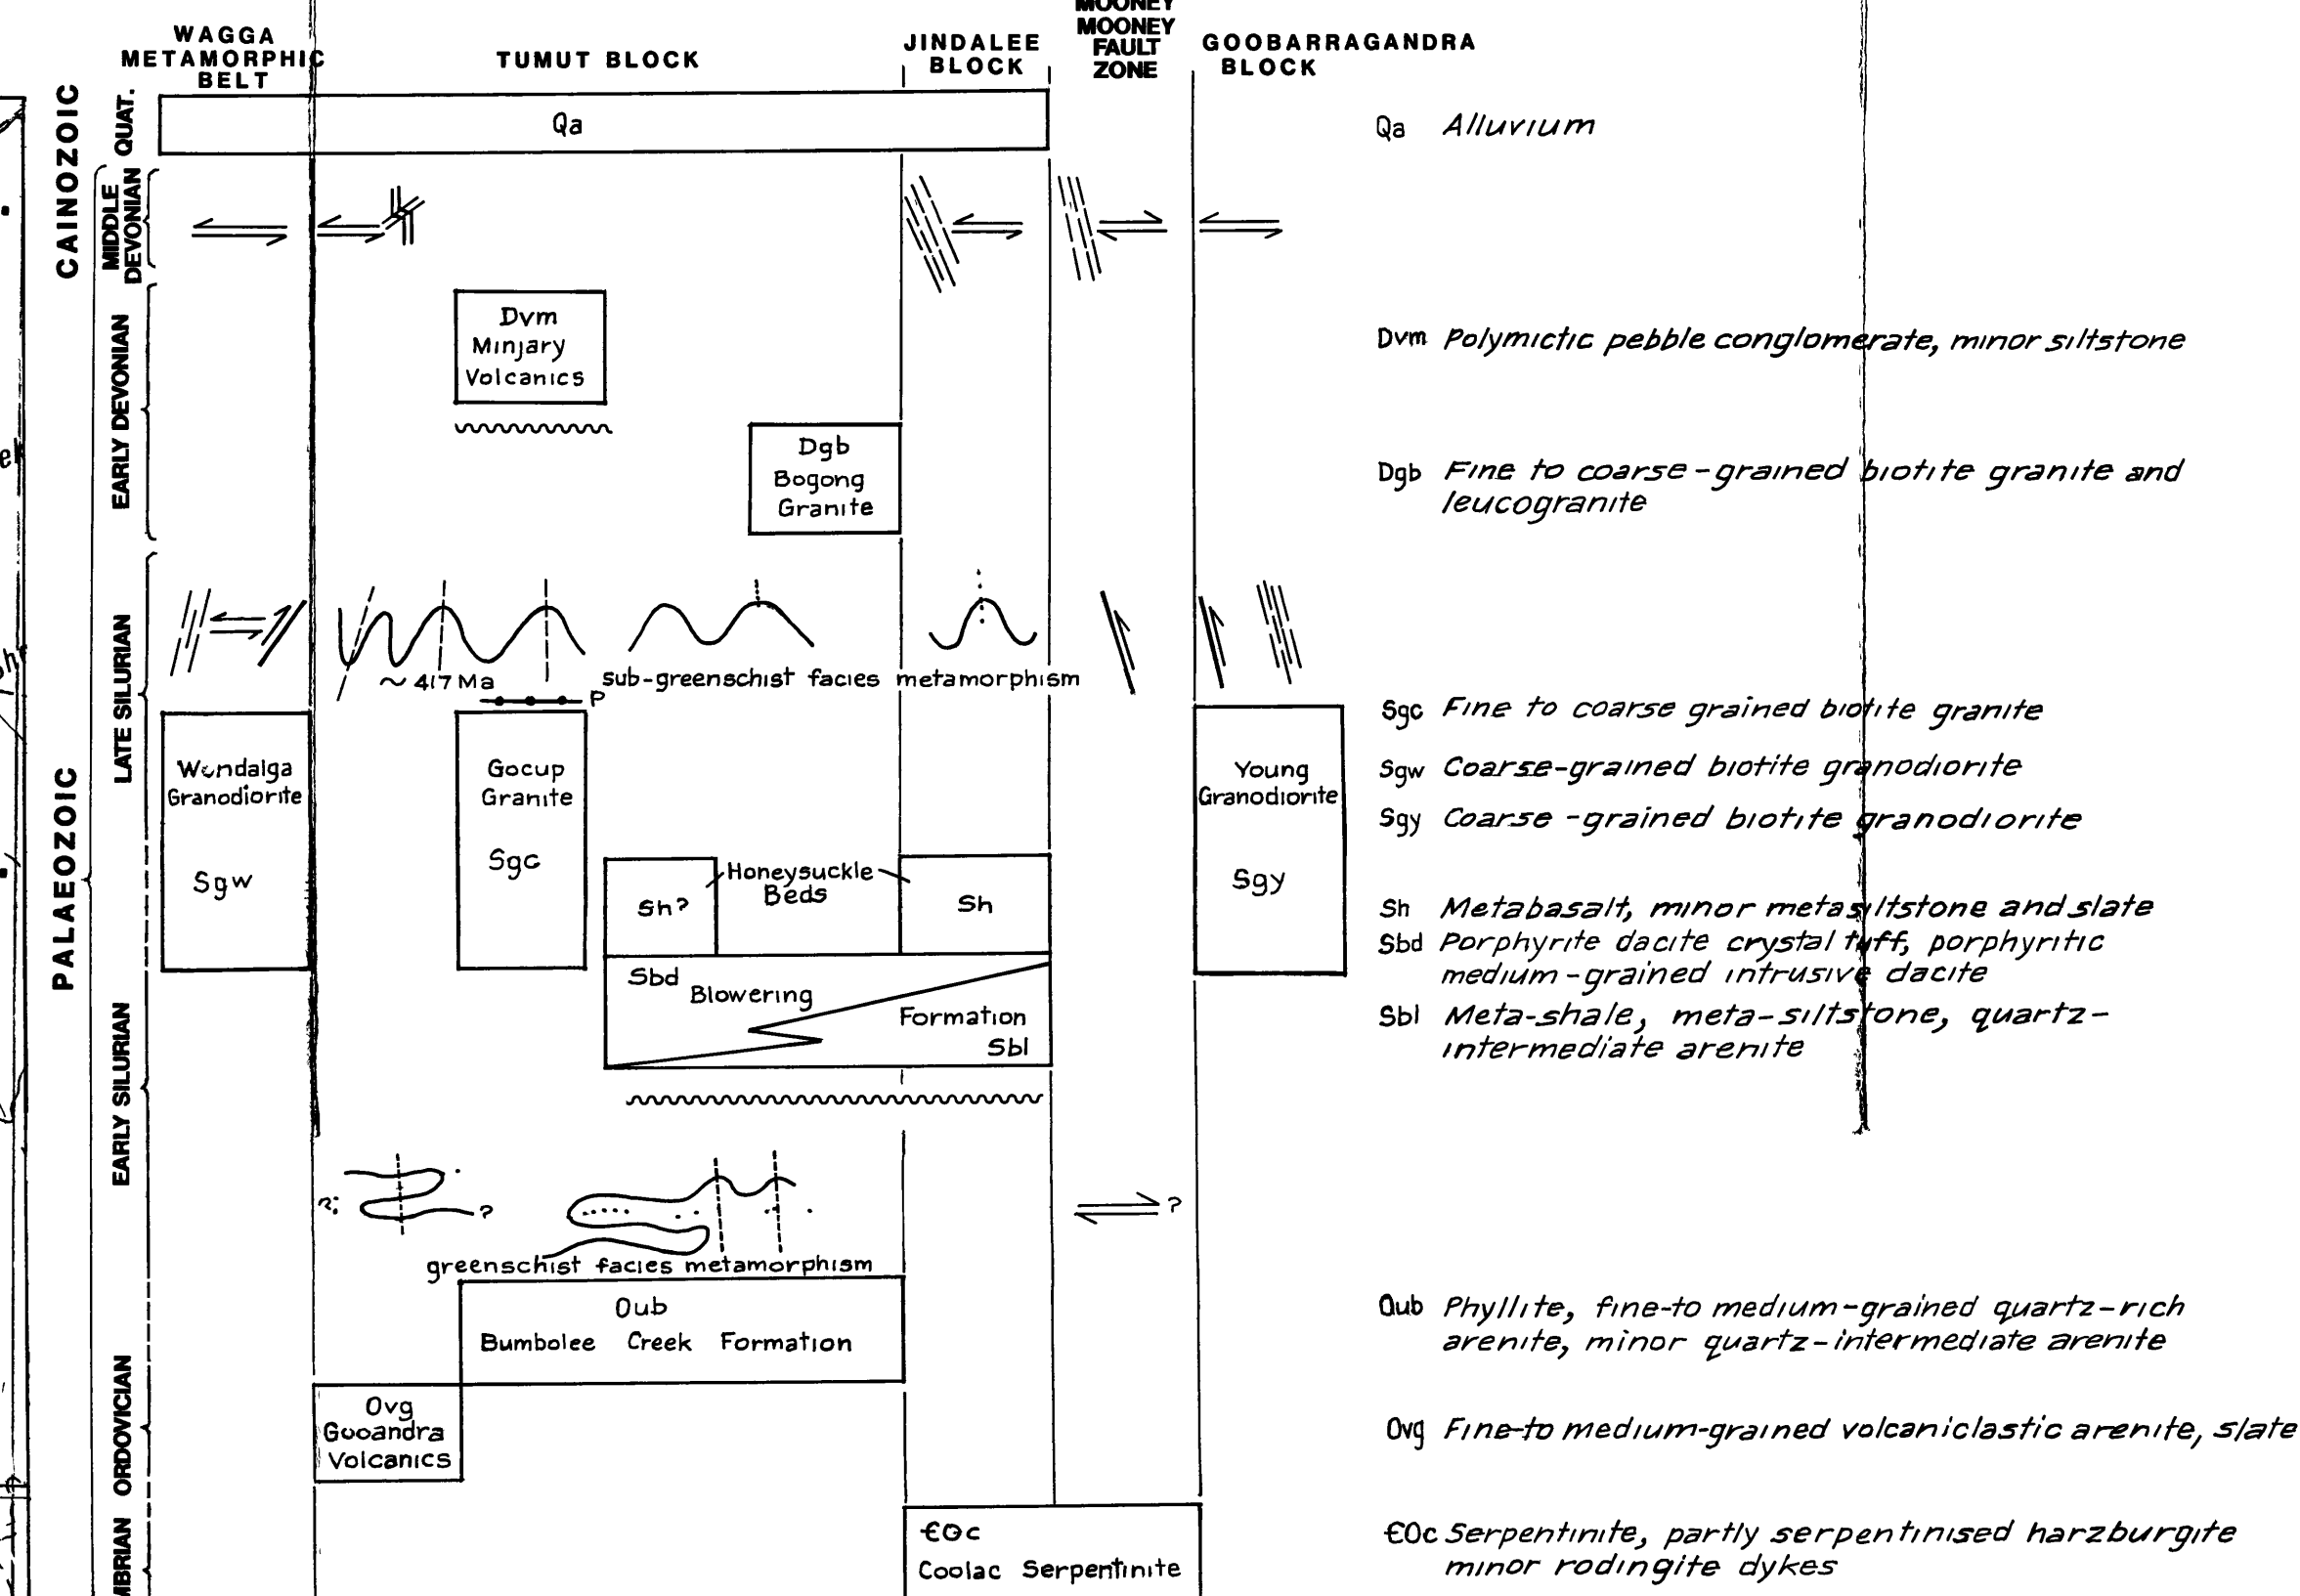 MOONEY
MOONEY
FAULT
ZONE
WAGGA
METAMORPHIC
BELT
TUMUT BLOCK
JINDALEE
BLOCK
GOOBARRAGANDRA
BLOCK
CAINOZOIC
QUAT.
Qa
Qa Alluvium
MIDDLE
DEVONIAN
EARLY DEVONIAN
Dvm
Minjary
Volcanics
Dvm Polymictic pebble conglomerate, minor siltstone
Dgb
Bogong
Granite
Dgb Fine to coarse-grained biotite granite and
leucogranite
PALAEOZOIC
LATE SILURIAN
~ 417 Ma
P
sub-greenschist facies metamorphism
Wondalga
Granodiorite
Sgw
Gocup
Granite
Sgc
Young
Granodiorite
Sgy
Sgc Fine to coarse grained biotite granite
Sgw Coarse-grained biotite granodiorite
Sgy Coarse-grained biotite granodiorite
Sh?
Honeysuckle
Beds
Sh
Sh Metabasalt, minor metasiltstone and slate
Sbd Porphyrite dacite crystal tuff, porphyritic
medium-grained intrusive dacite
Sbd
Blowering
Formation
Sbl
Sbl Meta-shale, meta-siltstone, quartz-
intermediate arenite
EARLY SILURIAN
?
?
?
greenschist facies metamorphism
Oub
Bumbolee Creek Formation
Oub Phyllite, fine-to medium-grained quartz-rich
arenite, minor quartz-intermediate arenite
ORDOVICIAN
Ovg
Gooandra
Volcanics
Ovg Fine-to medium-grained volcaniclastic arenite, slate
MBRIAN
ЄOc
Coolac Serpentinite
ЄOc Serpentinite, partly serpentinised harzburgite
minor rodingite dykes